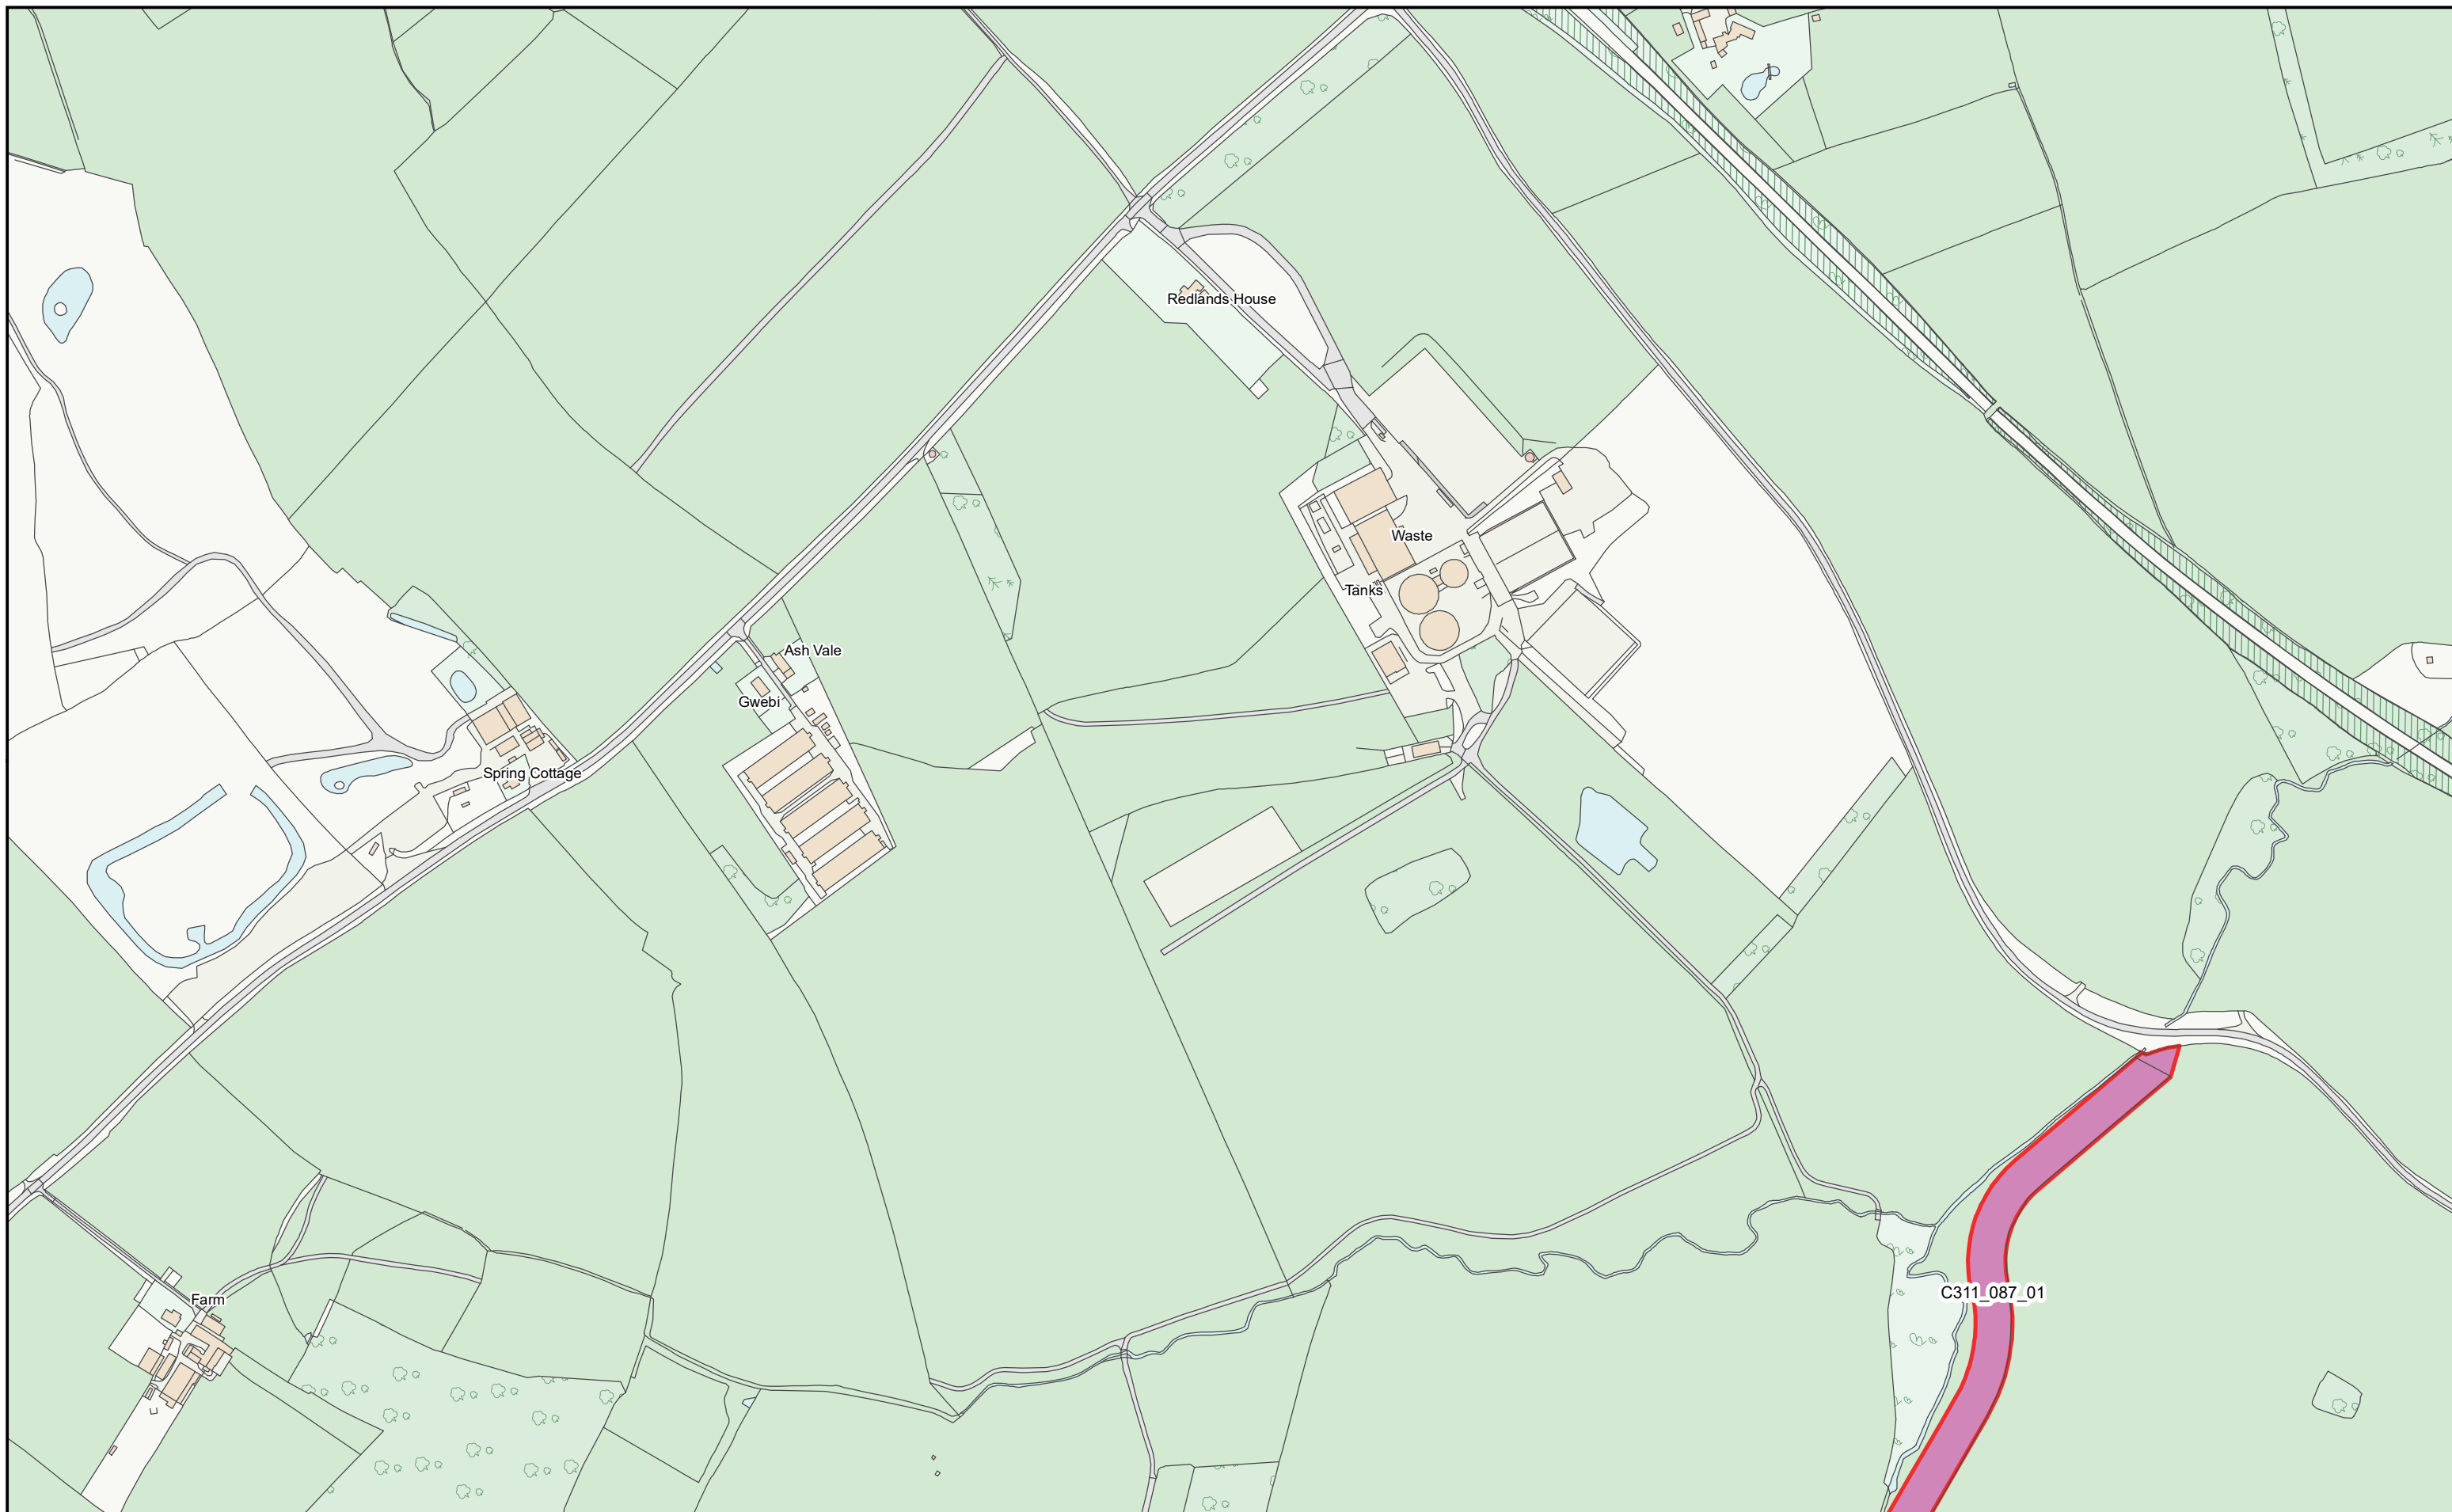 Redlands House
Waste
Tanks
Ash Vale
Gwebi
Spring Cottage
C311_087_01
Farm